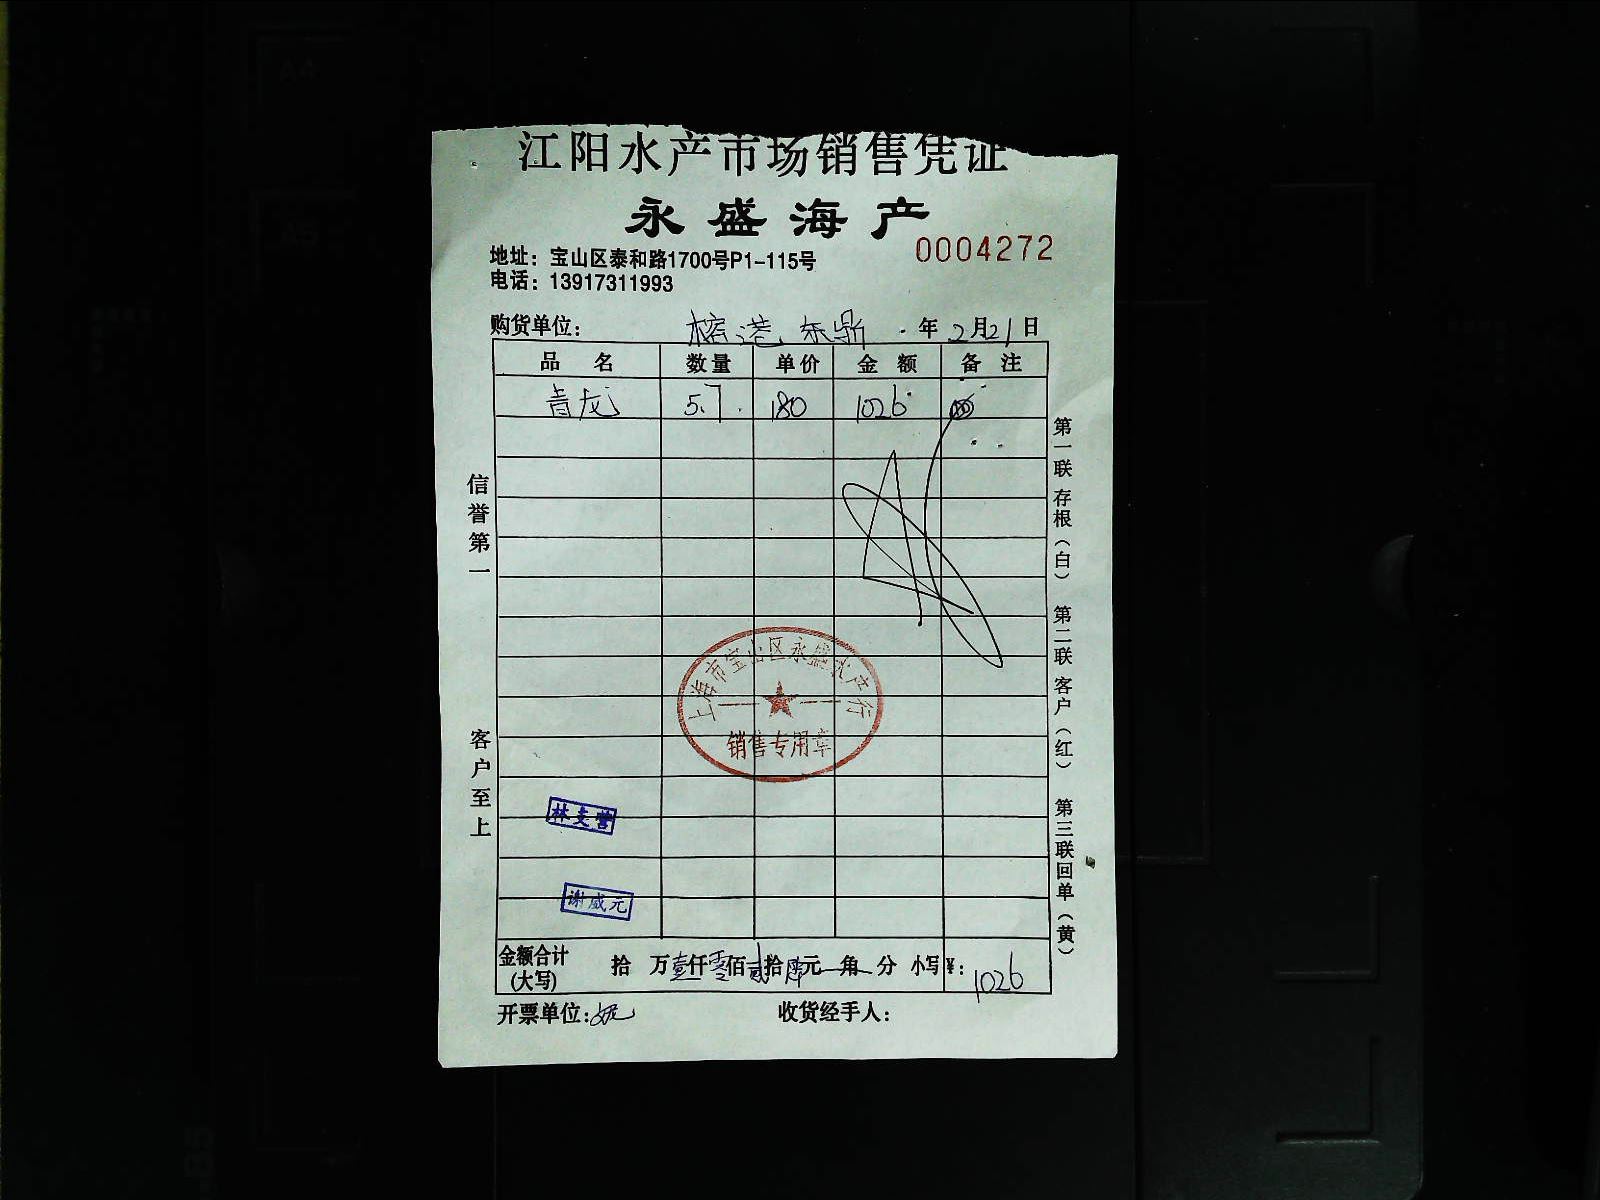 江阳水产市场销售凭证
永盛海产
0004272
地址：宝山区泰和路1700号P1-115号
电话：13917311993
购货单位： 榕港 年 2月21日
品 名 数量 单价 金 额 备 注
青龙 5.7 180 1026
信誉第一
客户至上
第一联 存根（白） 第二联 客户（红） 第三联 回单（黄）
上海市宝山区永盛水产行
销售专用章
林支营
谢威元
金额合计(大写) 拾 万壹仟零佰贰拾陆元 角 分 小写¥：1026
开票单位： 收货经手人：